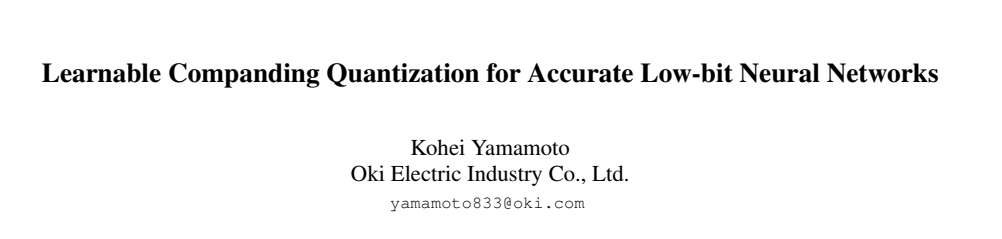 Learnable Companding Quantization for Accurate Low-bit Neural Networks
Kohei Yamamoto
Oki Electric Industry Co., Ltd.
yamamoto833@oki.com